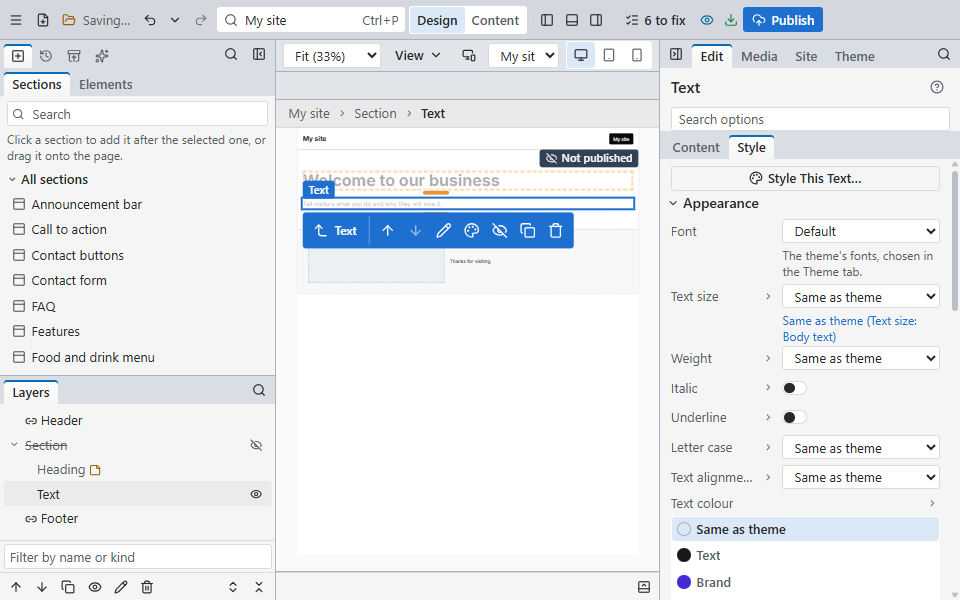 Saving...
My site
Ctrl+P
Design
Content
6 to fix
Publish
Sections
Elements
Search
Click a section to add it after the selected one, or
drag it onto the page.
All sections
Announcement bar
Call to action
Contact buttons
Contact form
FAQ
Features
Food and drink menu
Layers
Header
Section
Heading
Text
Footer
Filter by name or kind
Fit (33%)
View
My sit
My site
Section
Text
My site
My site
Not published
Welcome to our business
Text
Tell visitors what you do and why they will love it.
Text
Thanks for visiting.
Edit
Media
Site
Theme
Text
Search options
Content
Style
Style This Text...
Appearance
Font
Default
The theme's fonts, chosen in
the Theme tab.
Text size
Same as theme
Same as theme (Text size:
Body text)
Weight
Same as theme
Italic
Underline
Letter case
Same as theme
Text alignme...
Same as theme
Text colour
Same as theme
Text
Brand